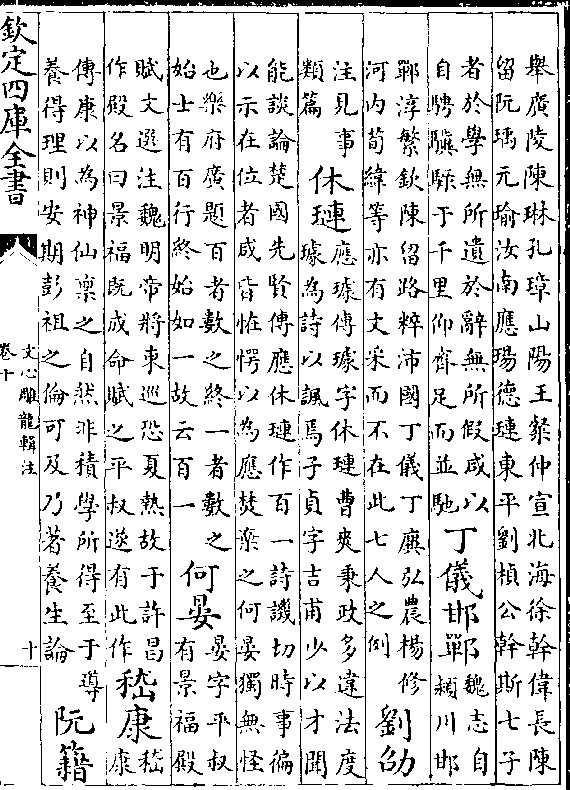 舉廣陵陳琳孔璋山陽王粲仲宣北海徐幹偉長陳
留阮瑀元瑜汝南應瑒德璉東平劉楨公幹斯七子
者於學無所遺於辭無所假咸以
自騁驥騄于千里仰齊足而並馳
丁儀邯鄲
魏志自
潁川邯
鄲淳繁欽陳留路粹沛國丁儀丁廙弘農楊修
河内荀緯等亦有文采而不在此七人之例
劉劭
注見事
類篇
休璉
應璩傳璩字休璉曹爽秉政多違法度
璩為詩以諷焉子貞字吉甫少以才聞
能談論楚國先賢傳應休璉作百一詩譏切時事徧
以示在位者咸皆怪愕以為應焚棄之何晏獨無怪
也樂府廣題百者數之終一者數之
始士有百行終始如一故云百一
何晏
晏字平叔
有景福殿
賦文選注魏明帝將東巡恐夏熱故于許昌
作殿名曰景福既成命賦之平叔遂有此作
嵇康
嵇
康
傳康以為神仙稟之自然非積學所得至于導
養得理則安期彭祖之倫可及乃著養生論
阮籍
欽定四庫全書
文心雕龍輯注
卷十
十